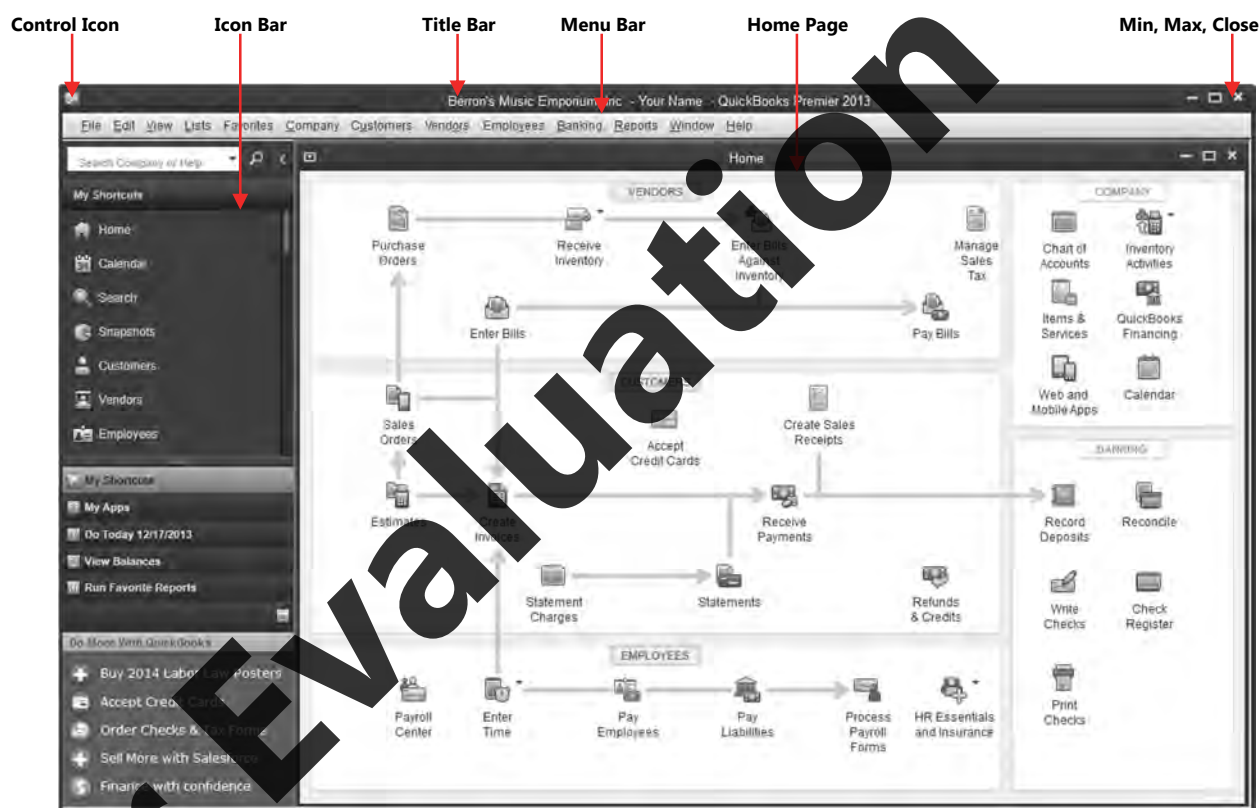 Control Icon Icon Bar Title Bar Menu Bar Home Page Min, Max, Close
Berron's Music Emporium Inc - Your Name - QuickBooks Premier 2013
File Edit View Lists Favorites Company Customers Vendors Employees Banking Reports Window Help
Search Company or Help
Home
My Shortcuts
Home
Calendar
Search
Snapshots
Customers
Vendors
Employees
My Shortcuts
My Apps
Do Today 12/17/2013
View Balances
Run Favorite Reports
Do More With QuickBooks
Buy 2014 Labor Law Posters
Accept Credit Cards
Order Checks & Tax Forms
Sell More with Salesforce
Finance with confidence
VENDORS
Purchase
Orders
Receive
Inventory
Enter Bills
Against
Inventory
Manage
Sales
Tax
Enter Bills
Pay Bills
CUSTOMERS
Sales
Orders
Accept
Credit Cards
Create Sales
Receipts
Estimates
Create
Invoices
Receive
Payments
Statement
Charges
Statements
Refunds
& Credits
EMPLOYEES
Payroll
Center
Enter
Time
Pay
Employees
Pay
Liabilities
Process
Payroll
Forms
HR Essentials
and Insurance
COMPANY
Chart of
Accounts
Inventory
Activities
Items &
Services
QuickBooks
Financing
Web and
Mobile Apps
Calendar
BANKING
Record
Deposits
Reconcile
Write
Checks
Check
Register
Print
Checks
Evaluation